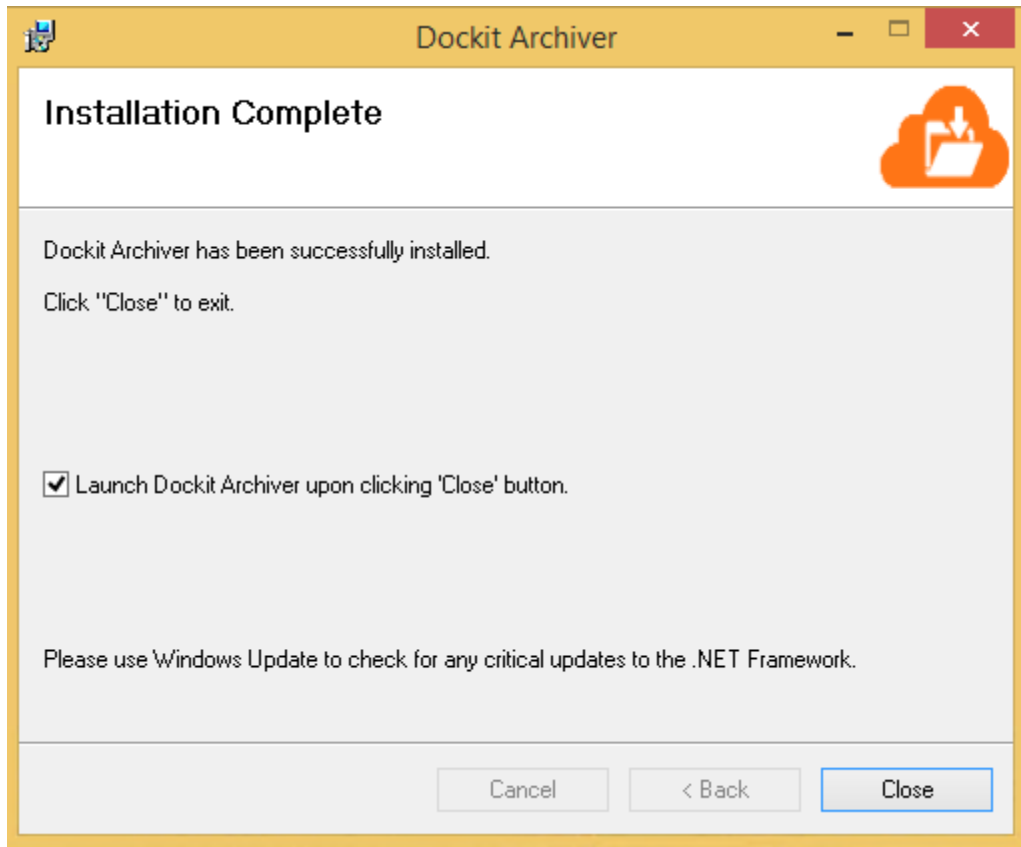 Dockit Archiver
Installation Complete
Dockit Archiver has been successfully installed.
Click "Close" to exit.
Launch Dockit Archiver upon clicking 'Close' button.
Please use Windows Update to check for any critical updates to the .NET Framework.
Cancel
< Back
Close